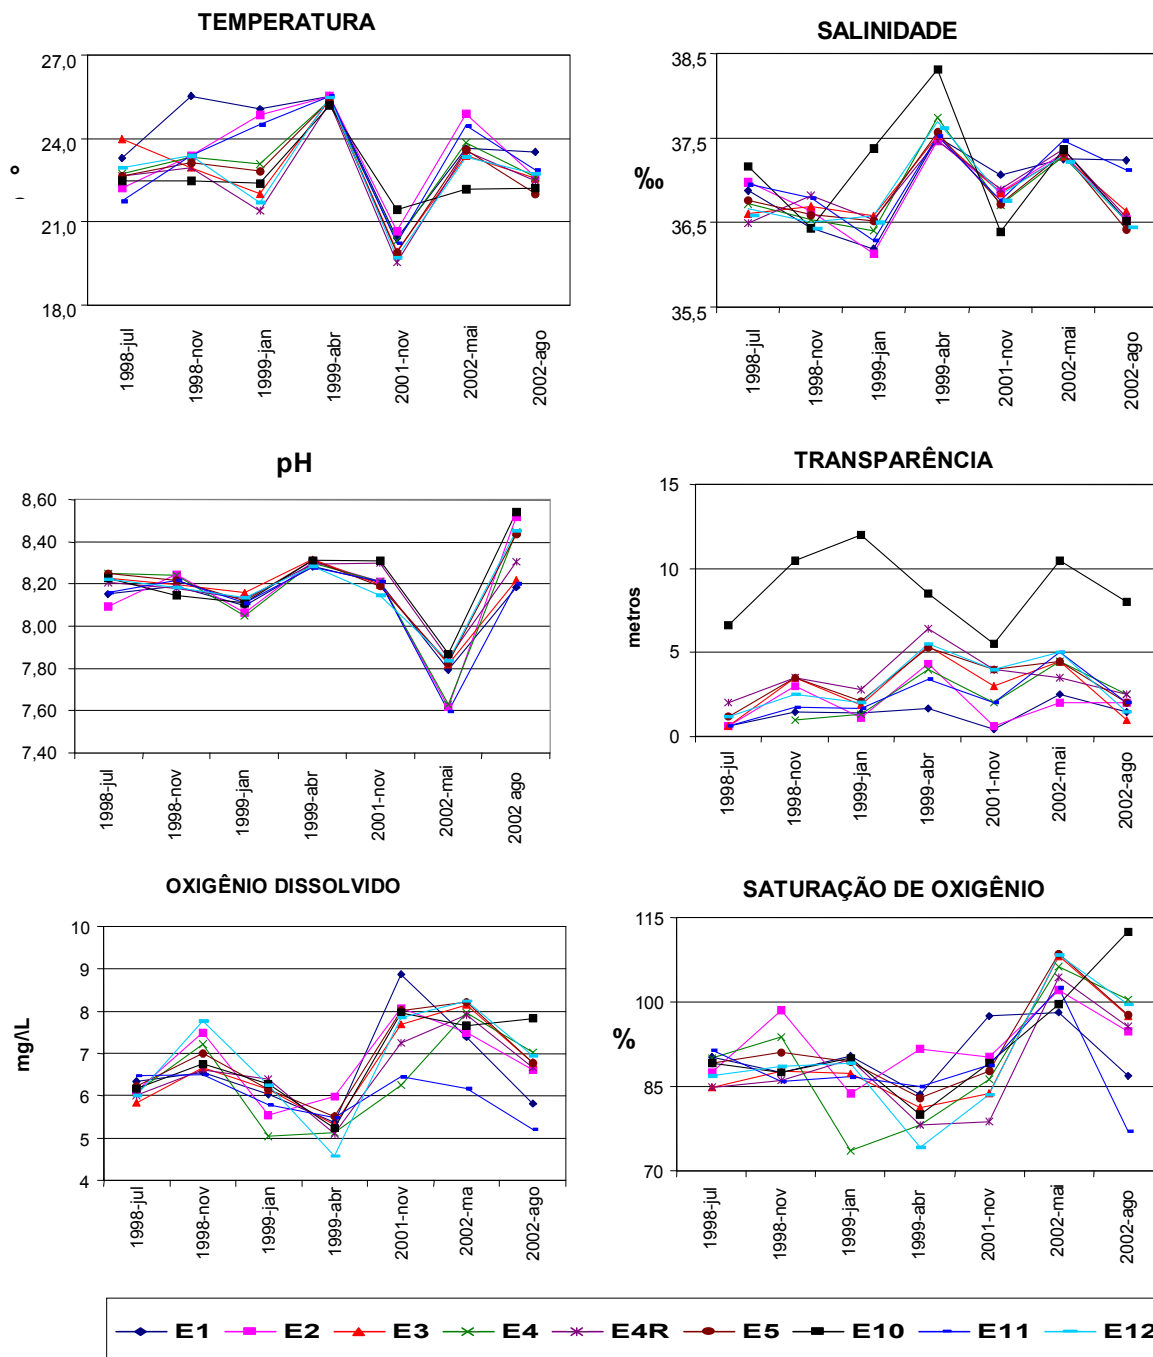 TEMPERATURA
27,0
24,0
21,0
18,0
)
°
1998-jul
1998-nov
1999-jan
1999-abr
2001-nov
2002-mai
2002-ago
SALINIDADE
38,5
37,5
36,5
35,5
‰
1998-jul
1998-nov
1999-jan
1999-abr
2001-nov
2002-mai
2002-ago
pH
8,60
8,40
8,20
8,00
7,80
7,60
7,40
1998-jul
1998-nov
1999-jan
1999-abr
2001-nov
2002-mai
2002 ago
TRANSPARÊNCIA
15
10
5
0
metros
1998-jul
1998-nov
1999-jan
1999-abr
2001-nov
2002-mai
2002-ago
OXIGÊNIO DISSOLVIDO
10
9
8
7
6
5
4
mg/\L
1998-jul
1998-nov
1999-jan
1999-abr
2001-nov
2002-ma
2002-ago
SATURAÇÃO DE OXIGÊNIO
115
100
85
70
%
1998-jul
1998-nov
1999-jan
1999-abr
2001-nov
2002-mai
2002-ago
E1 E2 E3 E4 E4R E5 E10 E11 E12